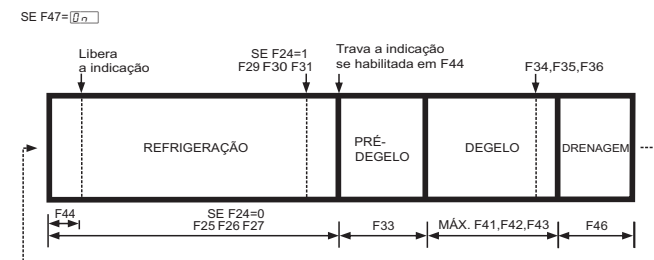 SE F47= On
Libera
a indicação
SE F24=1
F29 F30 F31
Trava a indicação
se habilitada em F44
F34,F35,F36
REFRIGERAÇÃO
PRÉ-
DEGELO
DEGELO
DRENAGEM
F44
SE F24=0
F25 F26 F27
F33
MÁX. F41,F42,F43
F46